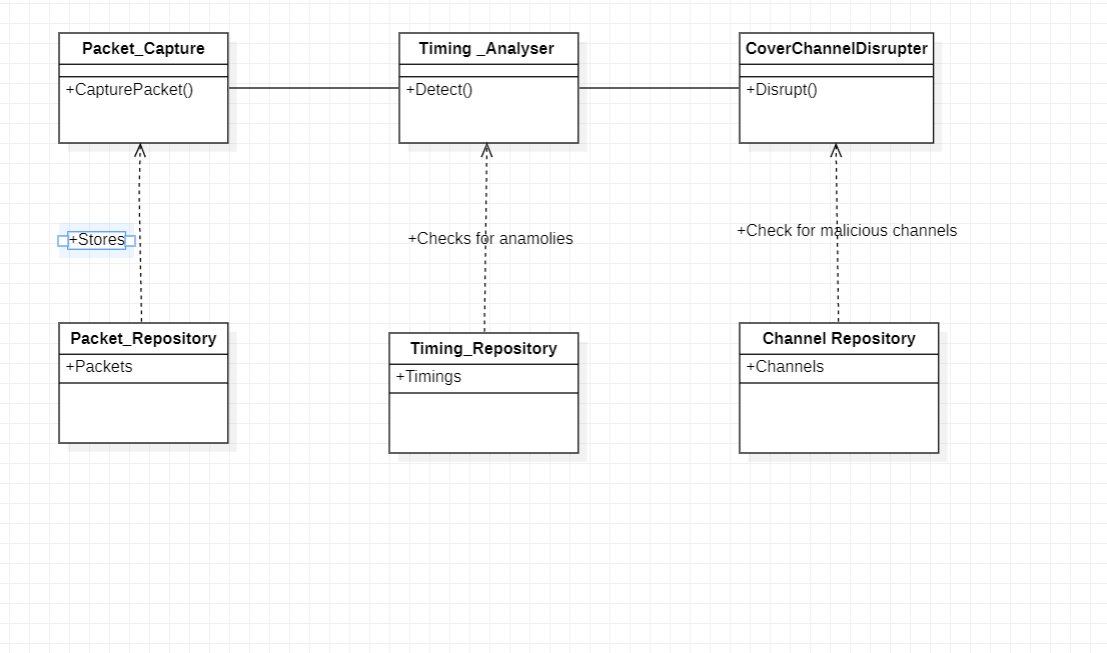 Packet_Capture
+CapturePacket()
Timing _Analyser
+Detect()
CoverChannelDisrupter
+Disrupt()
+Stores
+Checks for anamolies
+Check for malicious channels
Packet_Repository
+Packets
Timing_Repository
+Timings
Channel Repository
+Channels